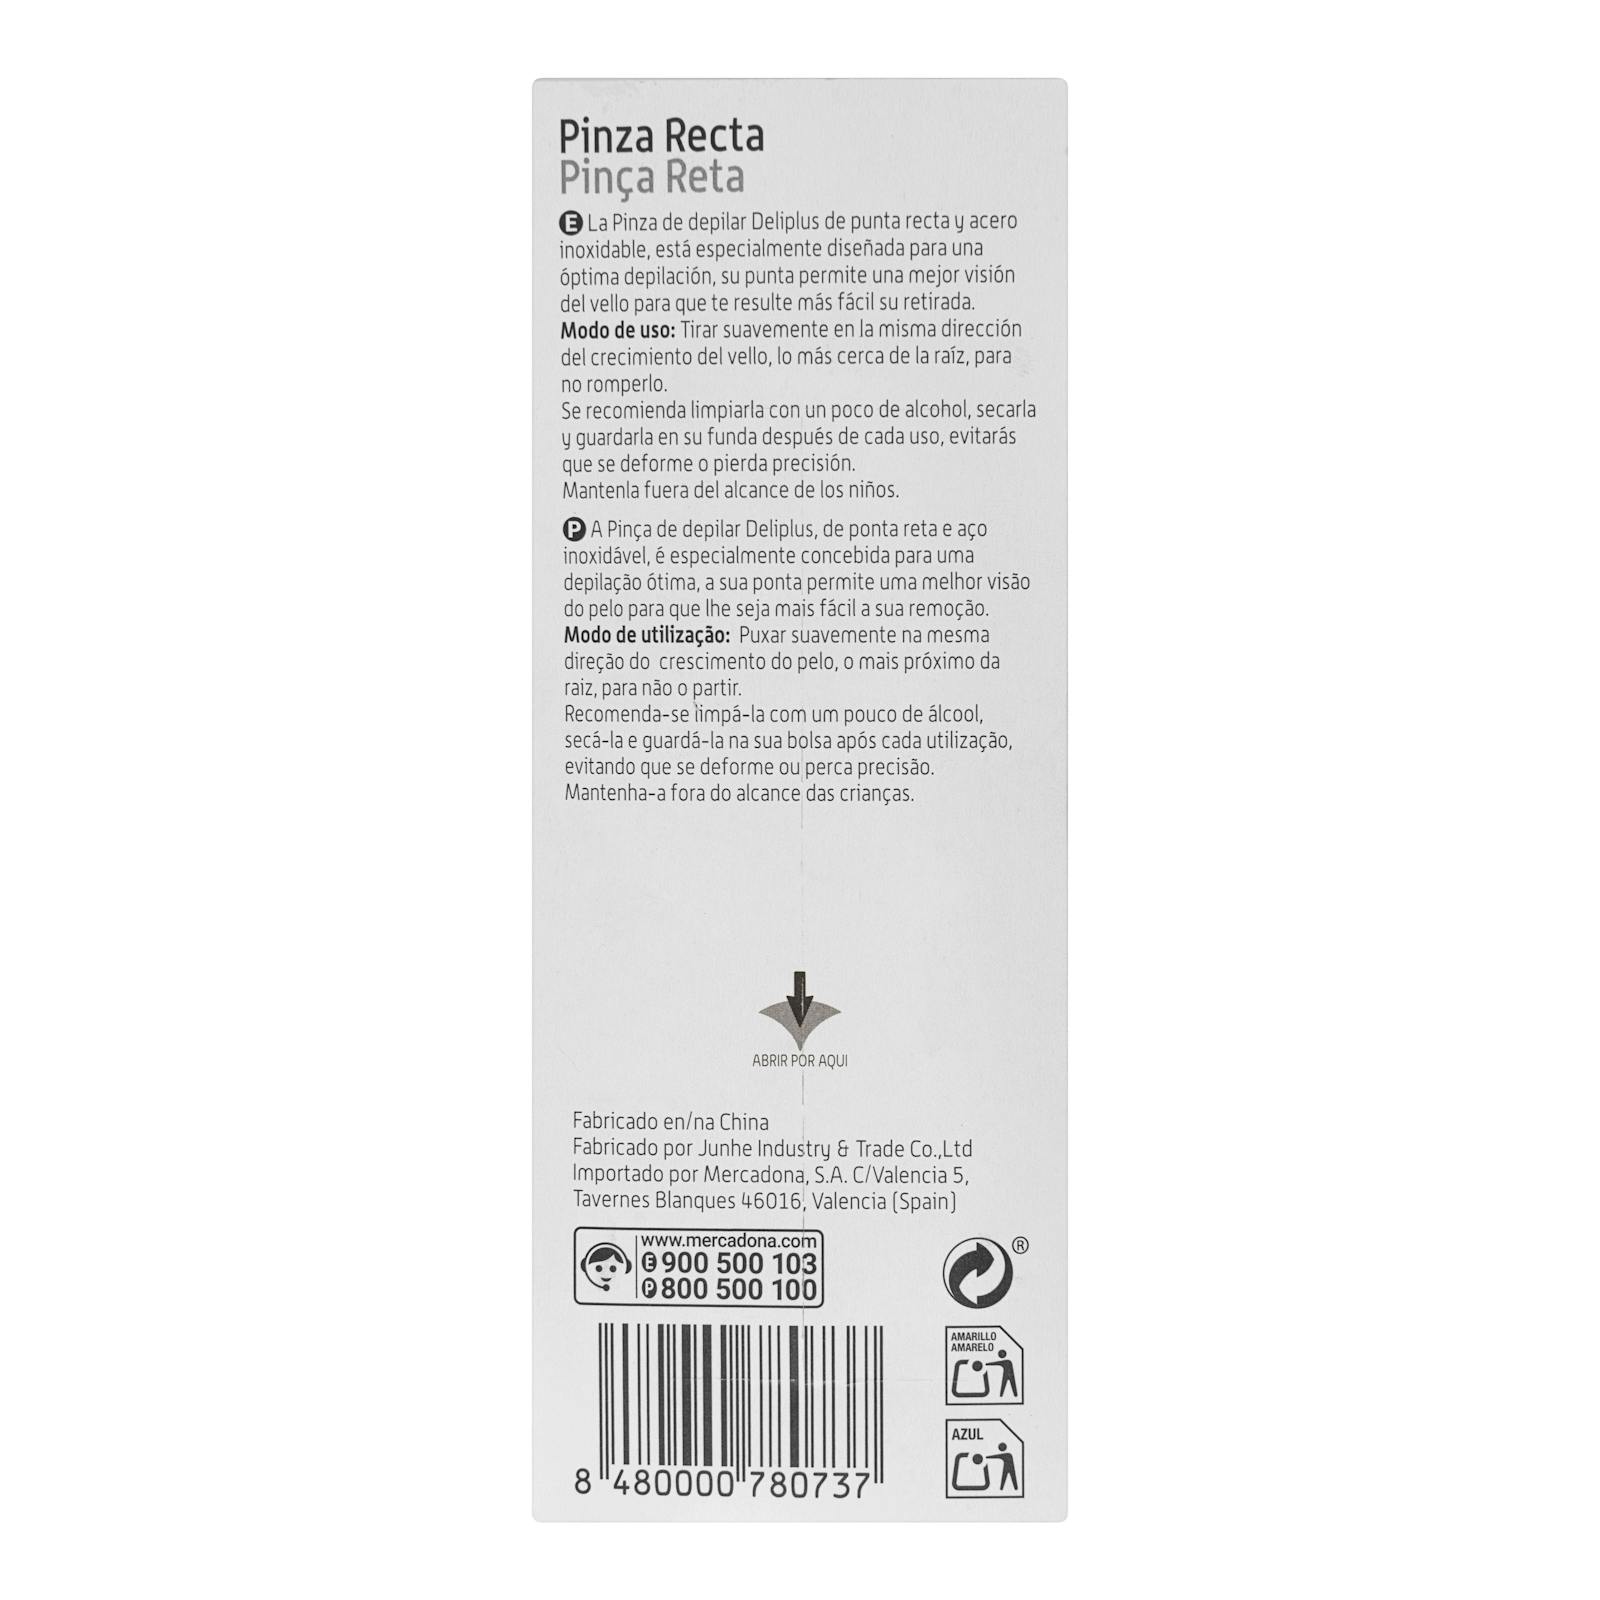 Pinza Recta
Pinça Reta
E La Pinza de depilar Deliplus de punta recta y acero
inoxidable, está especialmente diseñada para una
óptima depilación, su punta permite una mejor visión
del vello para que te resulte más fácil su retirada.
Modo de uso: Tirar suavemente en la misma dirección
del crecimiento del vello, lo más cerca de la raíz, para
no romperlo.
Se recomienda limpiarla con un poco de alcohol, secarla
y guardarla en su funda después de cada uso, evitarás
que se deforme o pierda precisión.
Mantenla fuera del alcance de los niños.
P A Pinça de depilar Deliplus, de ponta reta e aço
inoxidável, é especialmente concebida para uma
depilação ótima, a sua ponta permite uma melhor visão
do pelo para que lhe seja mais fácil a sua remoção.
Modo de utilização: Puxar suavemente na mesma
direção do crescimento do pelo, o mais próximo da
raiz, para não o partir.
Recomenda-se limpá-la com um pouco de álcool,
secá-la e guardá-la na sua bolsa após cada utilização,
evitando que se deforme ou perca precisão.
Mantenha-a fora do alcance das crianças.
ABRIR POR AQUI
Fabricado en/na China
Fabricado por Junhe Industry & Trade Co.,Ltd
Importado por Mercadona, S.A. C/Valencia 5,
Tavernes Blanques 46016, Valencia (Spain)
www.mercadona.com
E 900 500 103
P 800 500 100
®
AMARILLO
AMARELO
AZUL
8 480000 780737